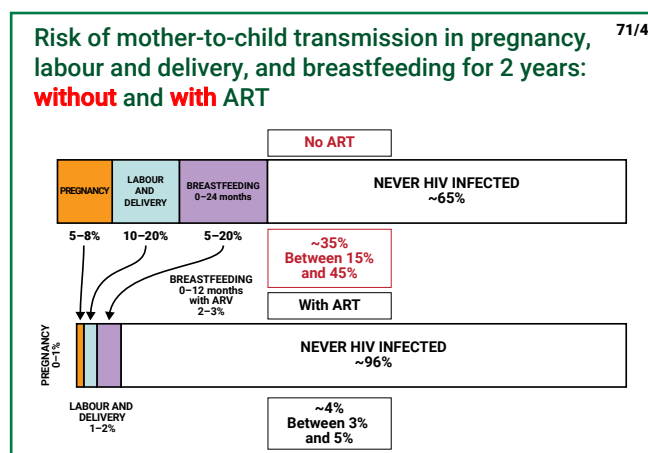 71/4
Risk of mother-to-child transmission in pregnancy,
labour and delivery, and breastfeeding for 2 years:
without and with ART
No ART
PREGNANCY
LABOUR
AND
DELIVERY
BREASTFEEDING
0–24 months
NEVER HIV INFECTED
~65%
5–8%
10–20%
5–20%
~35%
Between 15%
and 45%
BREASTFEEDING
0–12 months
with ARV
2–3%
With ART
PREGNANCY
0–1%
NEVER HIV INFECTED
~96%
LABOUR AND
DELIVERY
1–2%
~4%
Between 3%
and 5%